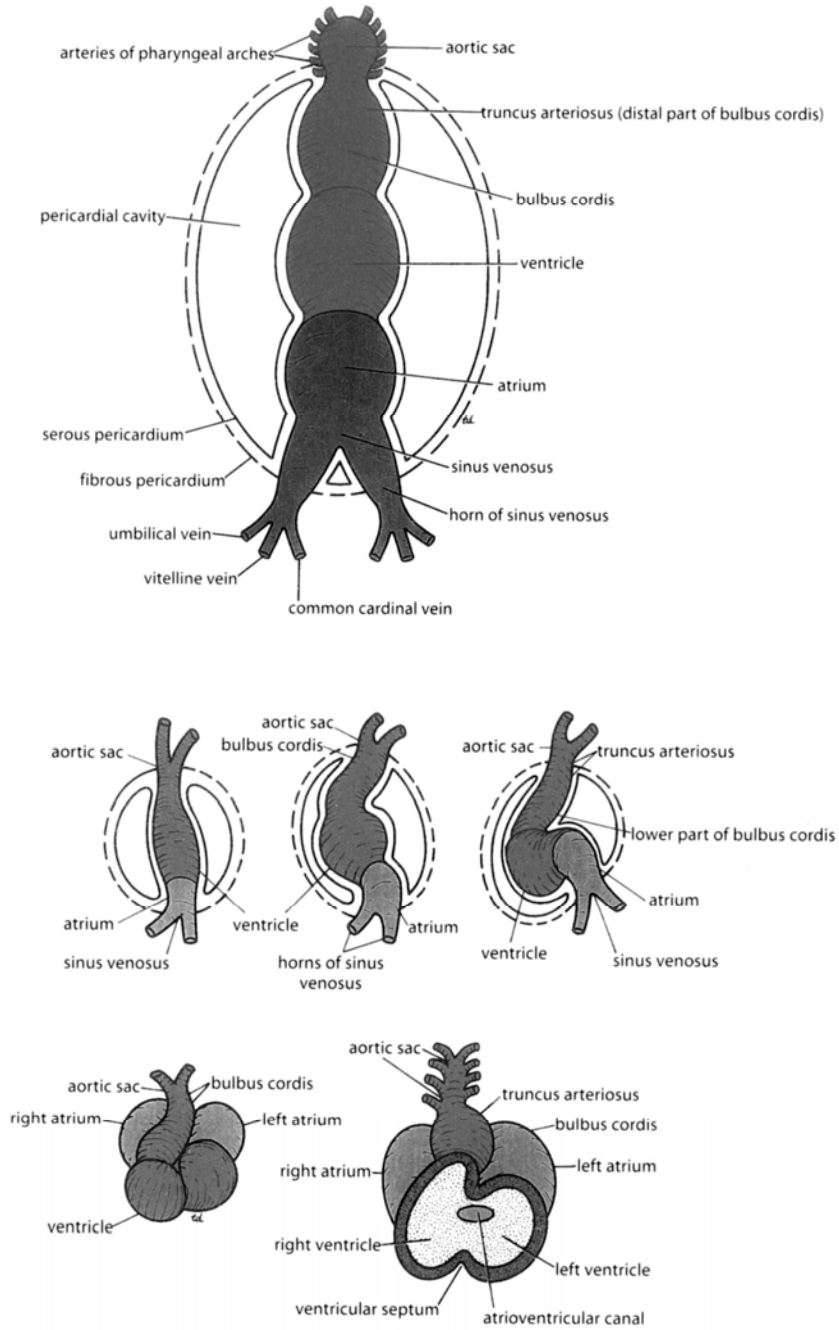 arteries of pharyngeal arches
aortic sac
truncus arteriosus (distal part of bulbus cordis)
bulbus cordis
pericardial cavity
ventricle
atrium
serous pericardium
sinus venosus
fibrous pericardium
horn of sinus venosus
umbilical vein
vitelline vein
common cardinal vein
aortic sac
atrium
sinus venosus
ventricle
aortic sac
bulbus cordis
atrium
horns of sinus
venosus
aortic sac
truncus arteriosus
lower part of bulbus cordis
atrium
ventricle
sinus venosus
aortic sac
bulbus cordis
right atrium
left atrium
ventricle
aortic sac
truncus arteriosus
bulbus cordis
right atrium
left atrium
right ventricle
left ventricle
ventricular septum
atrioventricular canal